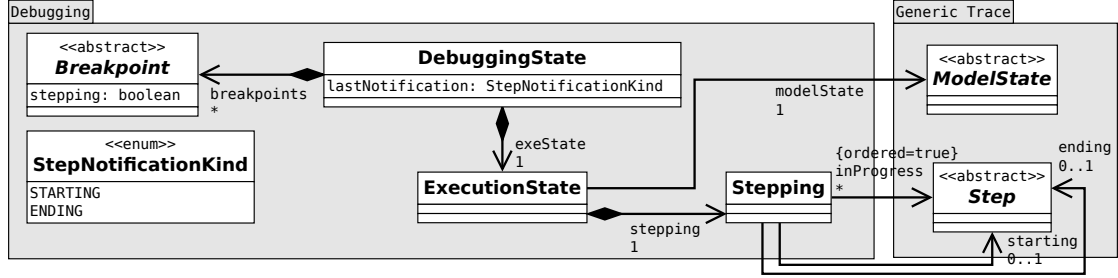 Debugging
<<abstract>>
Breakpoint
stepping: boolean
breakpoints
*
DebuggingState
lastNotification: StepNotificationKind
<<enum>>
StepNotificationKind
STARTING
ENDING
exeState
1
ExecutionState
stepping
1
Stepping
modelState
1
{ordered=true}
inProgress
*
Generic Trace
<<abstract>>
ModelState
ending
0..1
<<abstract>>
Step
starting
0..1